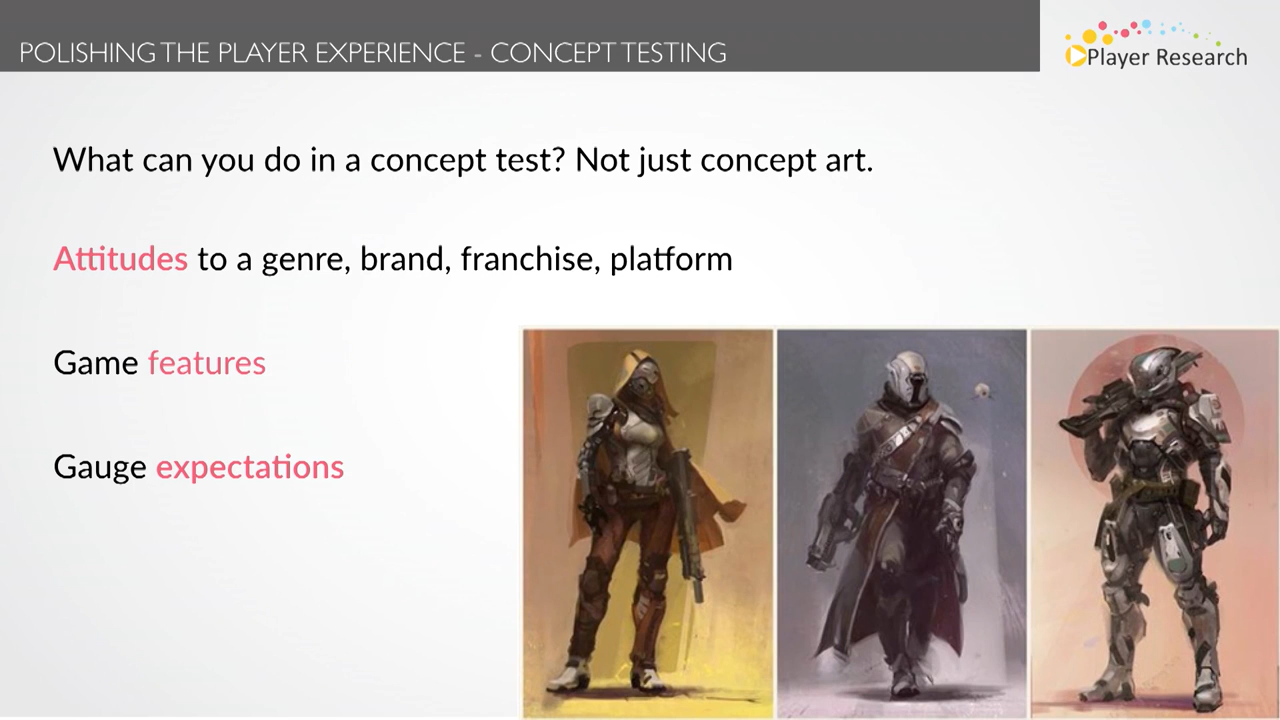 POLISHING THE PLAYER EXPERIENCE - CONCEPT TESTING
Player Research
What can you do in a concept test? Not just concept art.
Attitudes to a genre, brand, franchise, platform
Game features
Gauge expectations